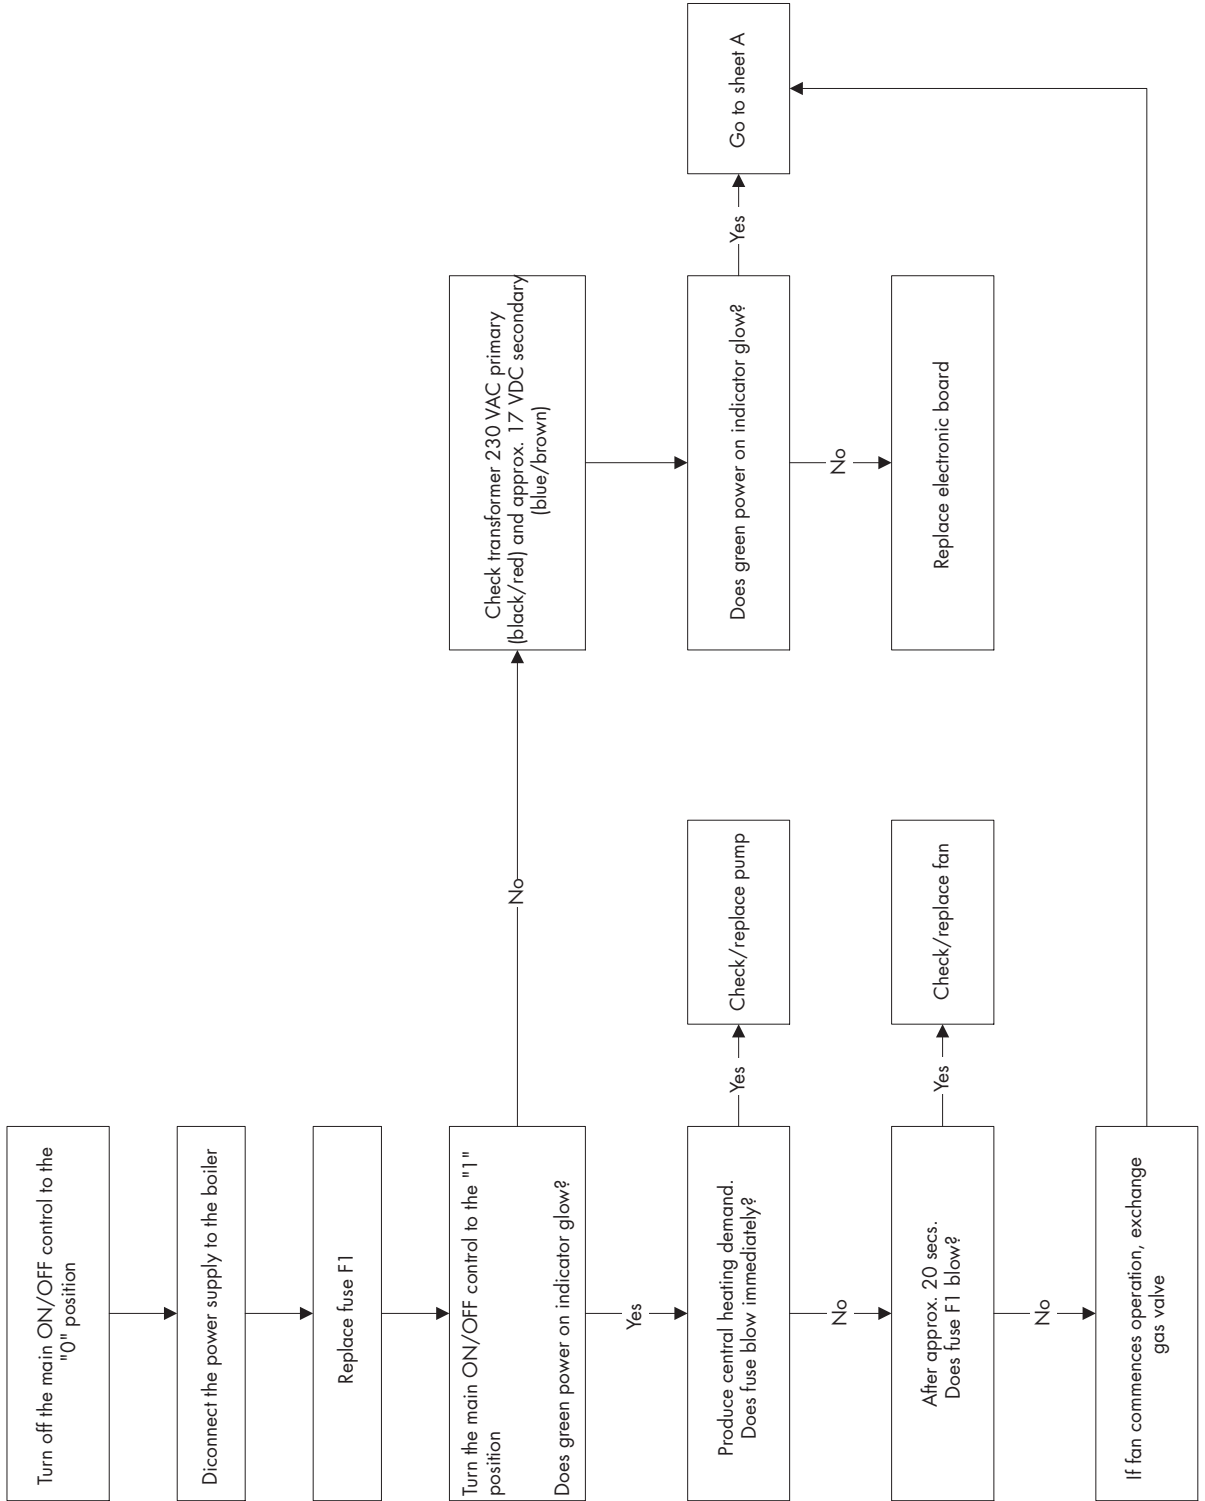 Turn off the main ON/OFF control to the
"0" position
Diconnect the power supply to the boiler
Replace fuse F1
Turn the main ON/OFF control to the "1"
position
Does green power on indicator glow?
No
Check transformer 230 VAC primary
(black/red) and approx. 17 VDC secondary
(blue/brown)
Yes
Produce central heating demand.
Does fuse blow immediately?
Yes
Check/replace pump
Does green power on indicator glow?
Yes
Go to sheet A
No
No
After approx. 20 secs.
Does fuse F1 blow?
Yes
Check/replace fan
Replace electronic board
No
If fan commences operation, exchange
gas valve